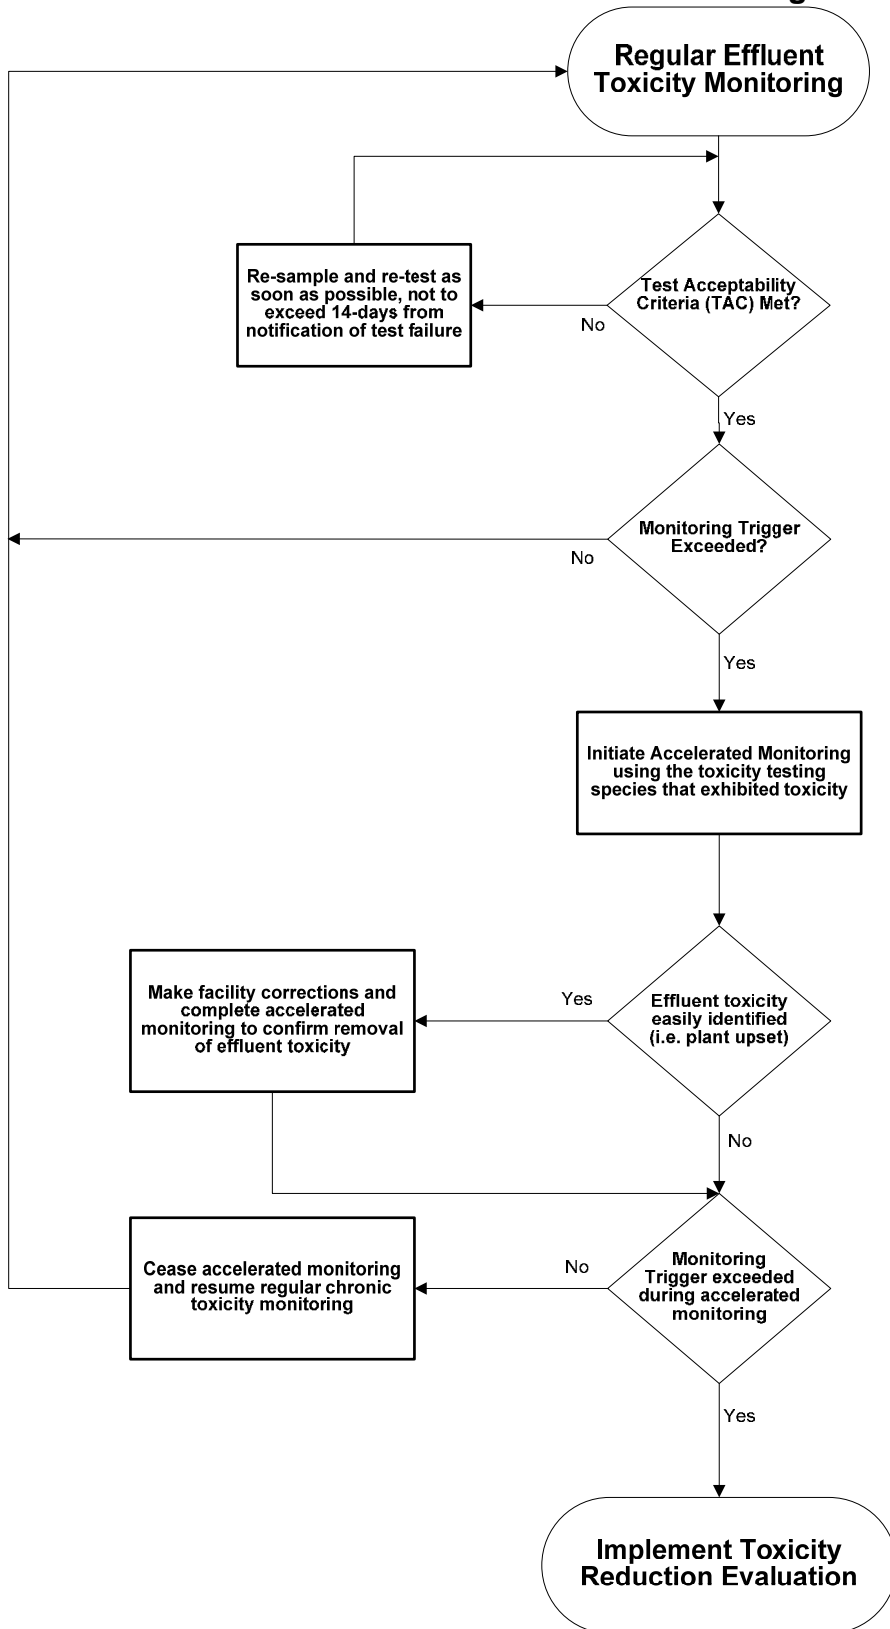 Regular Effluent
Toxicity Monitoring
Test Acceptability
Criteria (TAC) Met?
No
Re-sample and re-test as
soon as possible, not to
exceed 14-days from
notification of test failure
Yes
Monitoring Trigger
Exceeded?
No
Yes
Initiate Accelerated Monitoring
using the toxicity testing
species that exhibited toxicity
Effluent toxicity
easily identified
(i.e. plant upset)
Yes
Make facility corrections and
complete accelerated
monitoring to confirm removal
of effluent toxicity
No
Monitoring
Trigger exceeded
during accelerated
monitoring
No
Cease accelerated monitoring
and resume regular chronic
toxicity monitoring
Yes
Implement Toxicity
Reduction Evaluation